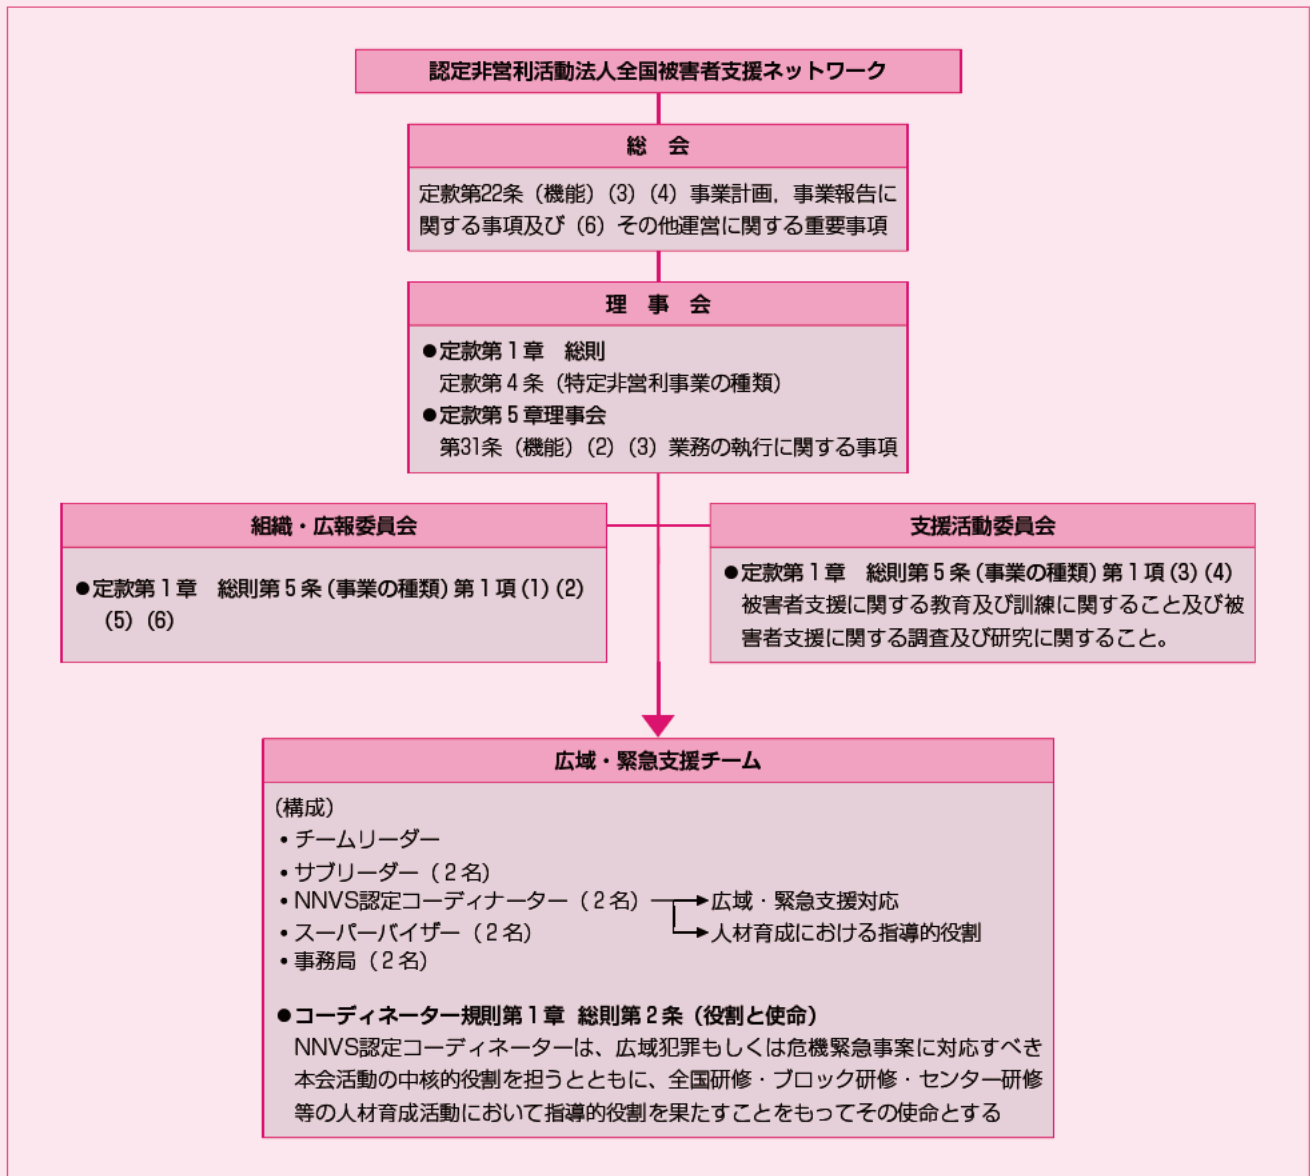 認定非営利活動法人全国被害者支援ネットワーク
総　会
定款第22条（機能）(3) (4) 事業計画，事業報告に
関する事項及び（6）その他運営に関する重要事項
理　事　会
●定款第１章　総則
定款第４条（特定非営利事業の種類）
●定款第５章理事会
第31条（機能）(2)（3）業務の執行に関する事項
組織・広報委員会
●定款第１章　総則第５条（事業の種類）第１項 (1) (2)
(5) (6)
支援活動委員会
●定款第１章　総則第５条（事業の種類）第１項 (3) (4)
被害者支援に関する教育及び訓練に関すること及び被
害者支援に関する調査及び研究に関すること。
広域・緊急支援チーム
（構成）
・チームリーダー
・サブリーダー（２名）
・NNVS認定コーディナーター（２名） → 広域・緊急支援対応
・スーパーバイザー（２名） → 人材育成における指導的役割
・事務局（２名）
●コーディネーター規則第１章 総則第２条（役割と使命）
NNVS認定コーディネーターは、広域犯罪もしくは危機緊急事案に対応すべき
本会活動の中核的役割を担うとともに、全国研修・ブロック研修・センター研修
等の人材育成活動において指導的役割を果たすことをもってその使命とする